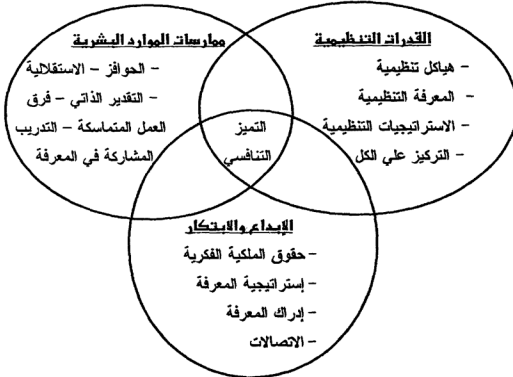 القدرات التنظيمية
- هياكل تنظيمية
- المعرفة التنظيمية
- الاستراتيجيات التنظيمية
- التركيز علي الكل
ممارسات الموارد البشرية
- الحوافز – الاستقلالية
- التقدير الذاتي – فرق
العمل المتماسكة – التدريب
المشاركة في المعرفة
التميز
التنافسي
الإبداع والابتكار
- حقوق الملكية الفكرية
- إستراتيجية المعرفة
- إدراك المعرفة
- الاتصالات